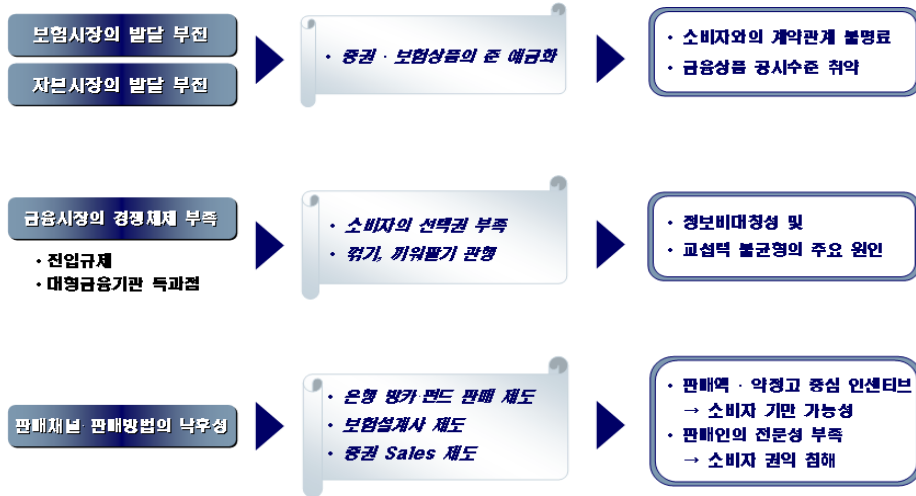 보험시장의 발달 부진
자본시장의 발달 부진
· 증권 · 보험상품의 준 예금화
· 소비자와의 계약관계 불명료
· 금융상품 공시수준 취약
금융시장의 경쟁체제 부족
· 진입규제
· 대형금융기관 독과점
· 소비자의 선택권 부족
· 꺾기, 끼워팔기 관행
· 정보비대칭성 및
· 교섭력 불균형의 주요 원인
판매채널·판매방법의 낙후성
· 은행 방카·펀드 판매 제도
· 보험설계사 제도
· 증권 Sales 제도
· 판매액 · 약정고 중심 인센티브
→ 소비자 기만 가능성
· 판매인의 전문성 부족
→ 소비자 권익 침해